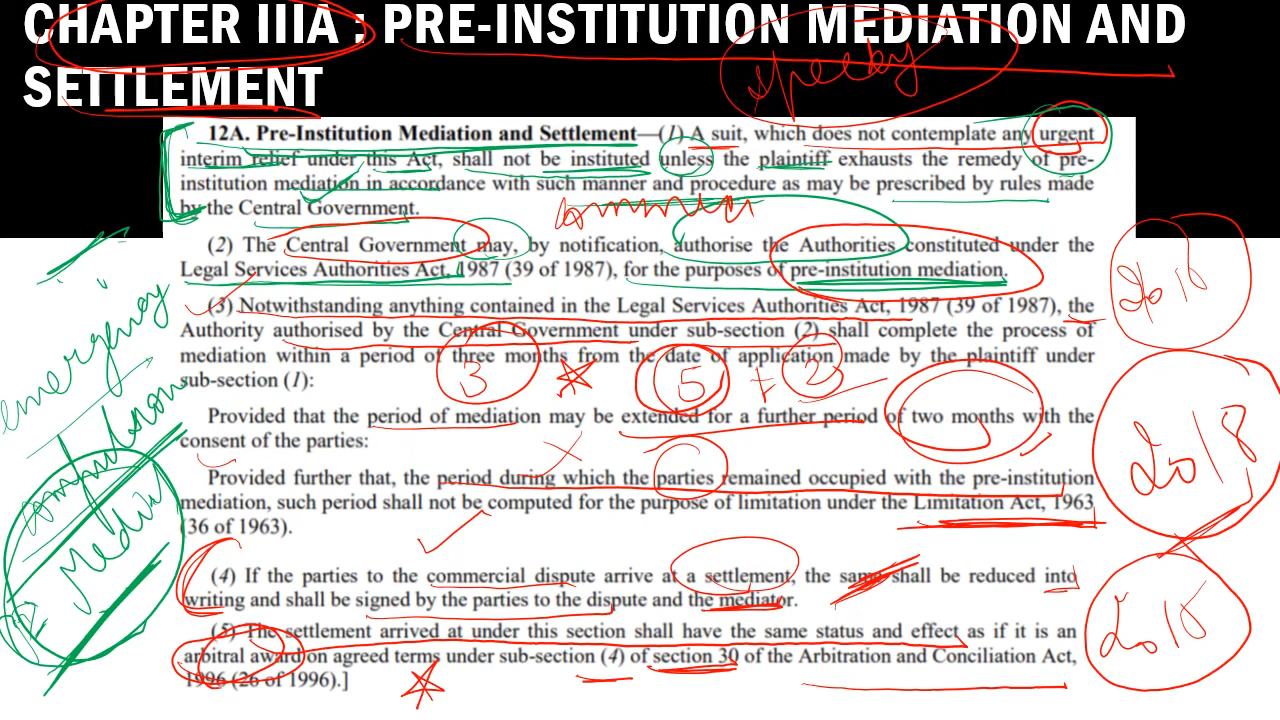 CHAPTER IIIA : PRE-INSTITUTION MEDIATION AND
SETTLEMENT
speedy
12A. Pre-Institution Mediation and Settlement—(1) A suit, which does not contemplate any urgent
interim relief under this Act, shall not be instituted unless the plaintiff exhausts the remedy of pre-
institution mediation in accordance with such manner and procedure as may be prescribed by rules made
by the Central Government.
(2) The Central Government may, by notification, authorise the Authorities constituted under the
Legal Services Authorities Act, 1987 (39 of 1987), for the purposes of pre-institution mediation.
(3) Notwithstanding anything contained in the Legal Services Authorities Act, 1987 (39 of 1987), the
Authority authorised by the Central Government under sub-section (2) shall complete the process of
mediation within a period of three months from the date of application made by the plaintiff under
sub-section (1):
3 5 + 2
Provided that the period of mediation may be extended for a further period of two months with the
consent of the parties:
Provided further that, the period during which the parties remained occupied with the pre-institution
mediation, such period shall not be computed for the purpose of limitation under the Limitation Act, 1963
(36 of 1963).
(4) If the parties to the commercial dispute arrive at a settlement, the same shall be reduced into
writing and shall be signed by the parties to the dispute and the mediator.
(5) The settlement arrived at under this section shall have the same status and effect as if it is an
arbitral award on agreed terms under sub-section (4) of section 30 of the Arbitration and Conciliation Act,
1996 (26 of 1996).]
emergency
2018
2015